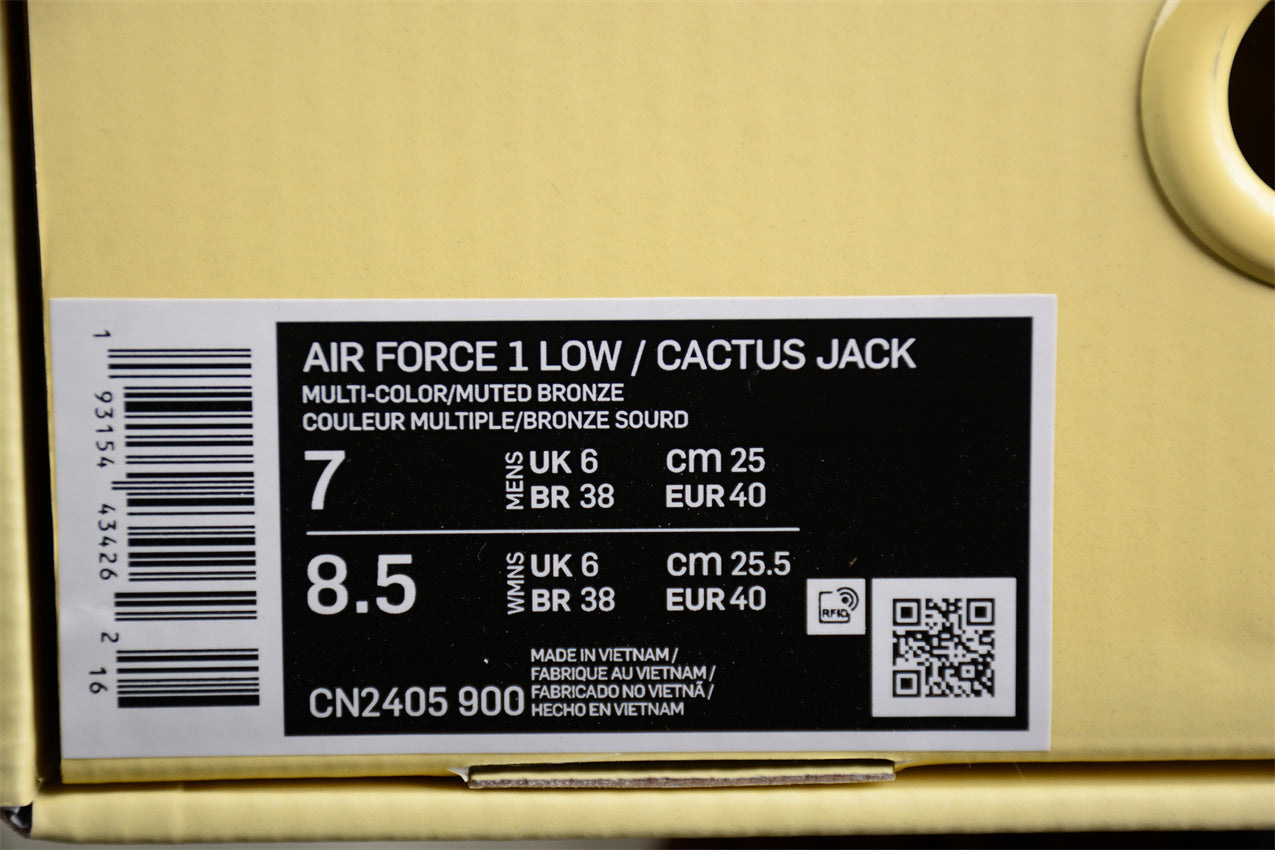 AIR FORCE 1 LOW / CACTUS JACK
MULTI-COLOR/MUTED BRONZE
COULEUR MULTIPLE/BRONZE SOURD
7
MENS
UK 6 cm 25
BR 38 EUR 40
8.5
WMNS
UK 6 cm 25.5
BR 38 EUR 40
RFID
CN2405 900
MADE IN VIETNAM /
FABRIQUE AU VIETNAM /
FABRICADO NO VIETNÃ /
HECHO EN VIETNAM
1 93154 43426 2 16